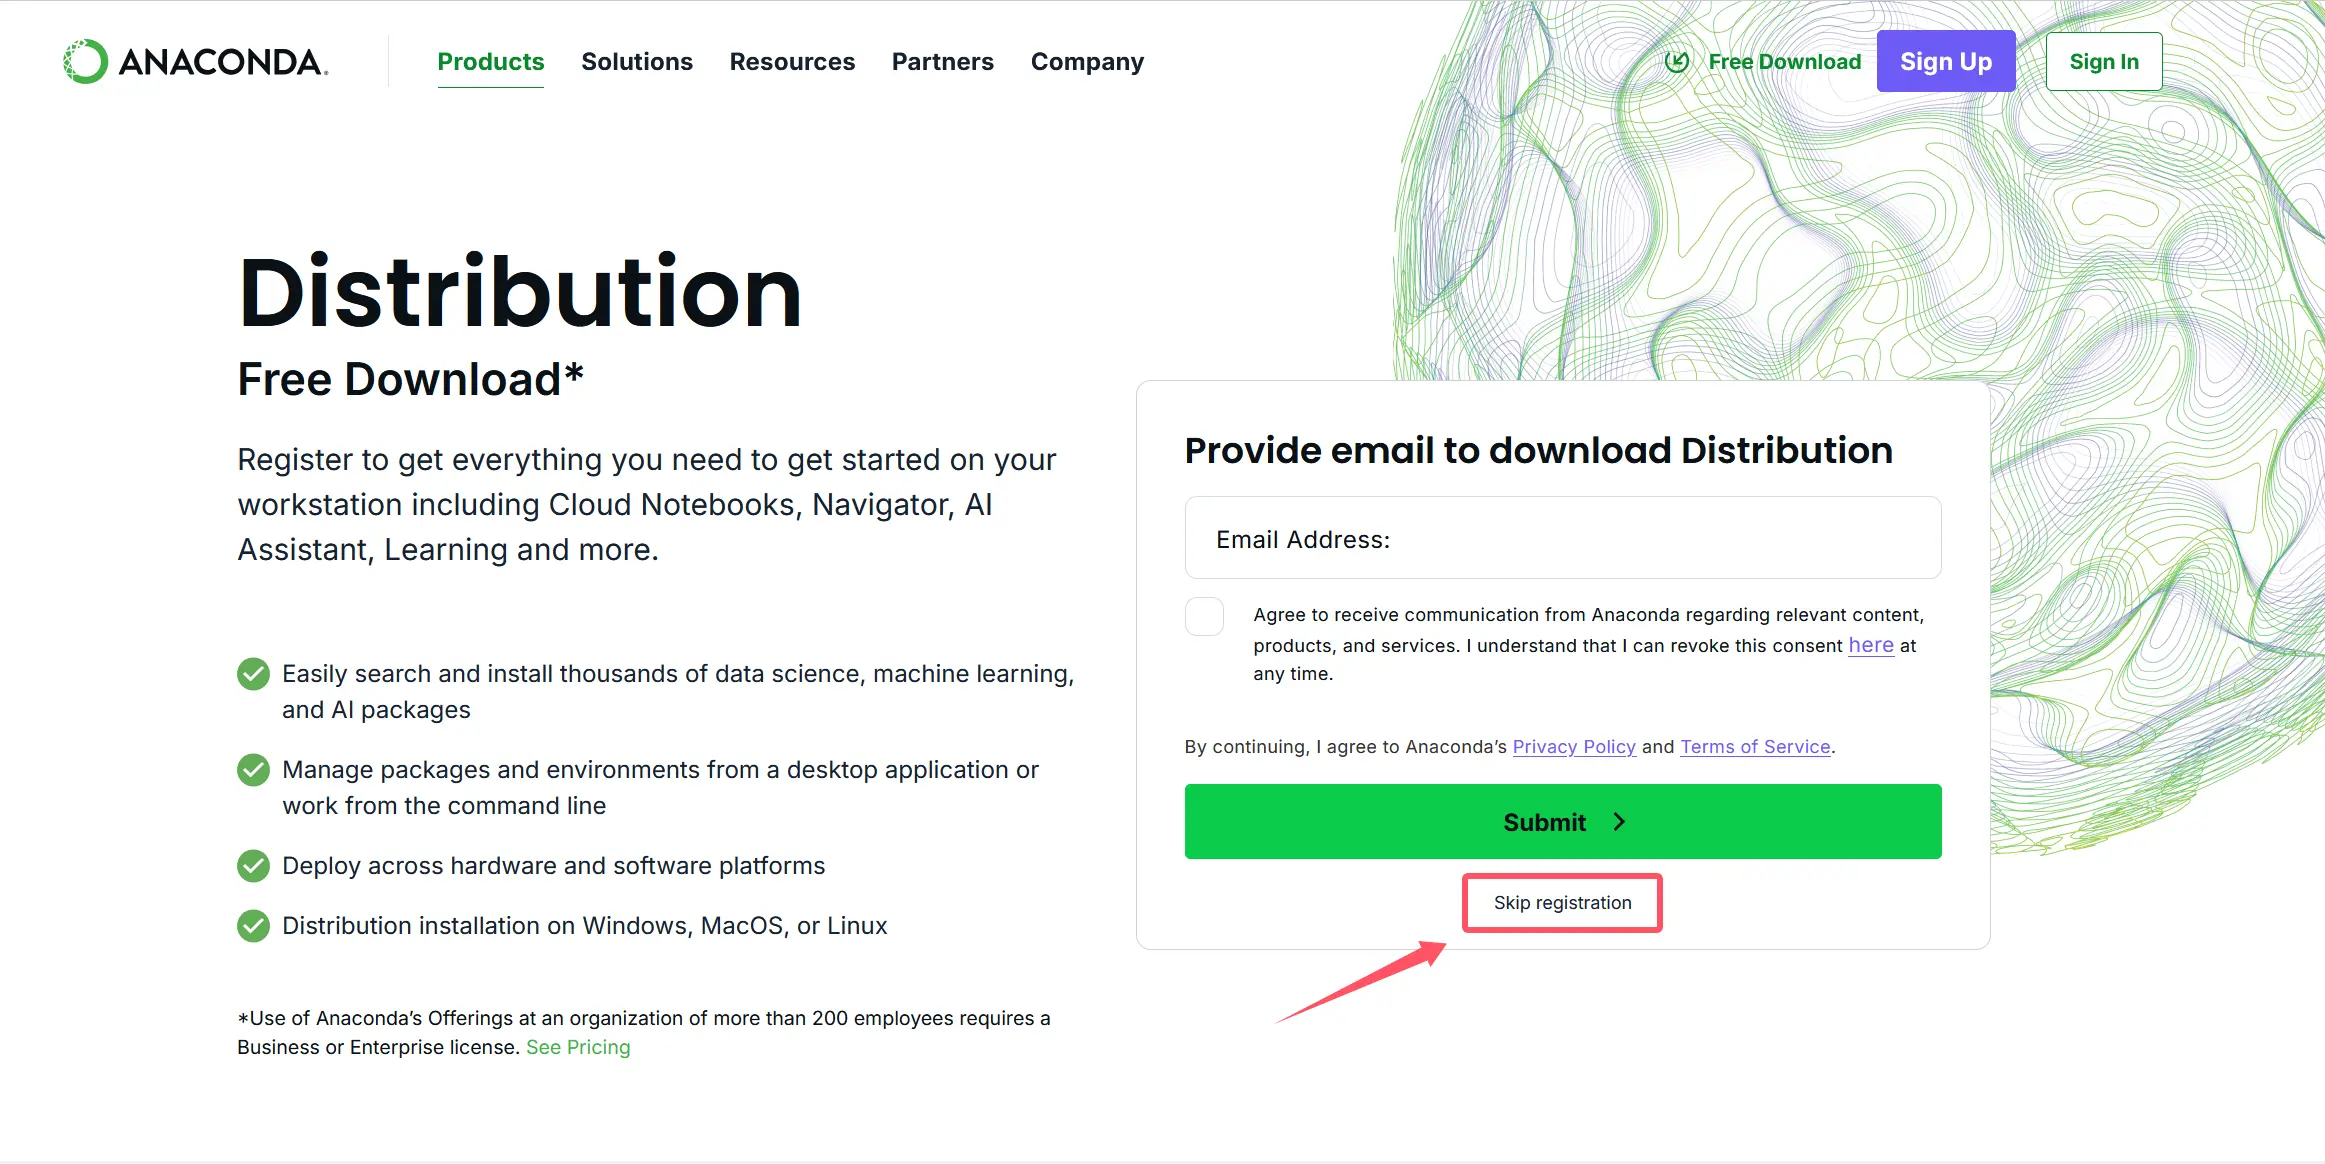 ANACONDA.
Products
Solutions
Resources
Partners
Company
Free Download
Sign Up
Sign In
Distribution
Free Download*
Register to get everything you need to get started on your
workstation including Cloud Notebooks, Navigator, AI
Assistant, Learning and more.
Easily search and install thousands of data science, machine learning,
and AI packages
Manage packages and environments from a desktop application or
work from the command line
Deploy across hardware and software platforms
Distribution installation on Windows, MacOS, or Linux
*Use of Anaconda’s Offerings at an organization of more than 200 employees requires a
Business or Enterprise license. See Pricing
Provide email to download Distribution
Email Address:
Agree to receive communication from Anaconda regarding relevant content,
products, and services. I understand that I can revoke this consent here at
any time.
By continuing, I agree to Anaconda’s Privacy Policy and Terms of Service.
Submit
Skip registration